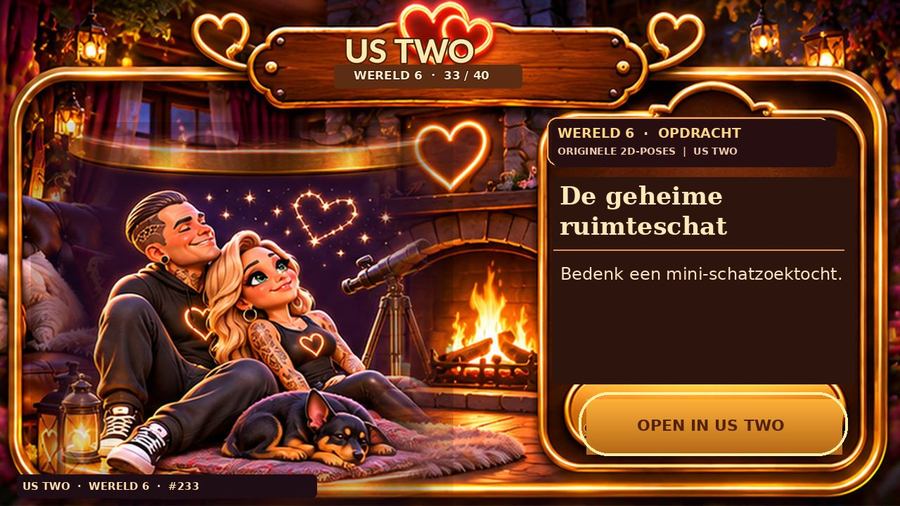 US TWO
WERELD 6 · 33 / 40
WERELD 6 · OPDRACHT
ORIGINELE 2D-POSES | US TWO
De geheime
ruimteschat
Bedenk een mini-schatzoektocht.
OPEN IN US TWO
US TWO · WERELD 6 · #233